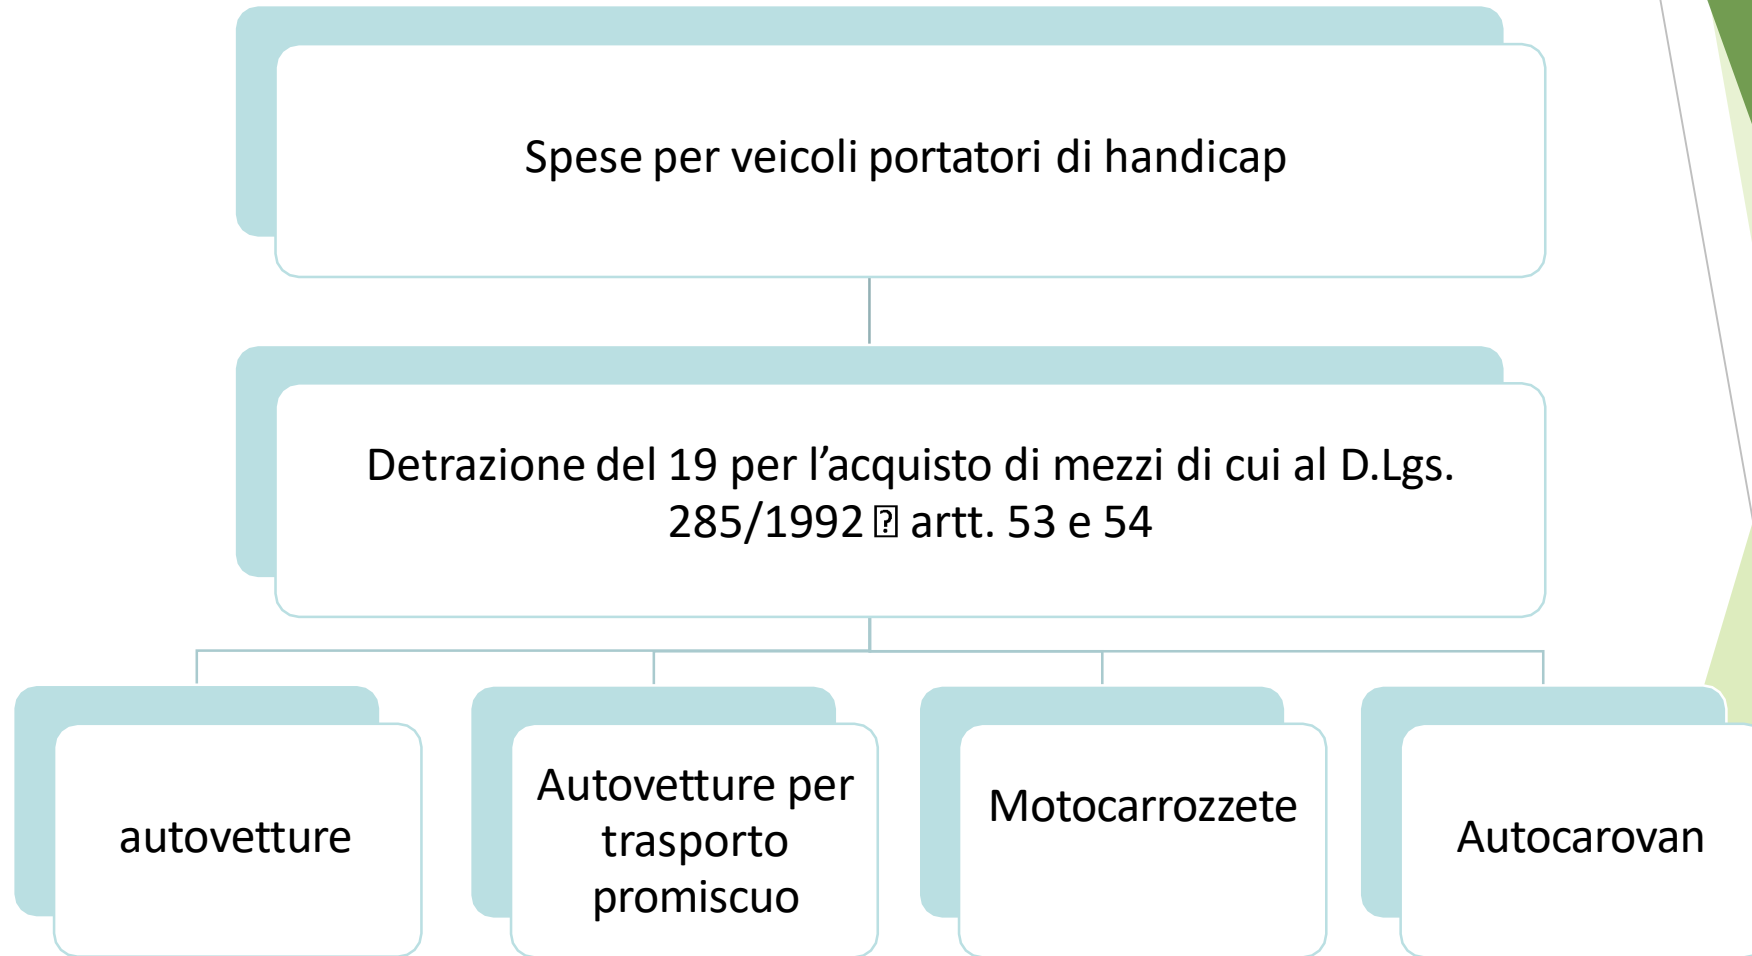 Spese per veicoli portatori di handicap
Detrazione del 19 per l’acquisto di mezzi di cui al D.Lgs.
285/1992 � artt. 53 e 54
autovetture
Autovetture per
trasporto
promiscuo
Motocarrozzete
Autocarovan